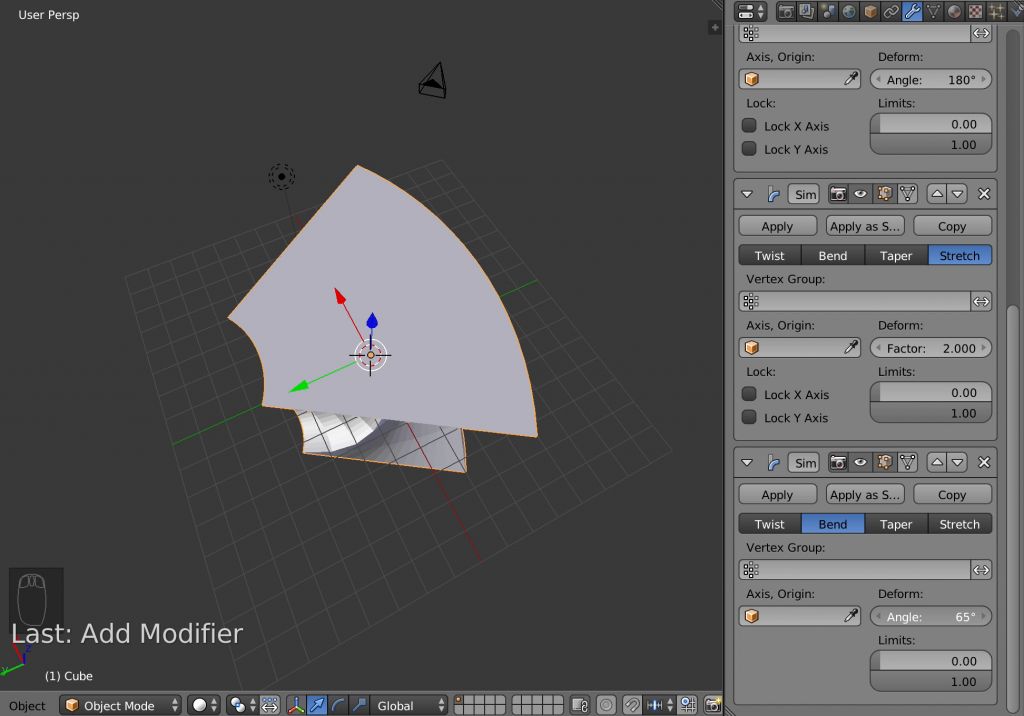 User Persp
Axis, Origin: Deform:
Angle: 180°
Lock: Limits:
Lock X Axis 0.00
Lock Y Axis 1.00
Sim
Apply Apply as S... Copy
Twist Bend Taper Stretch
Vertex Group:
Axis, Origin: Deform:
Factor: 2.000
Lock: Limits:
Lock X Axis 0.00
Lock Y Axis 1.00
Sim
Apply Apply as S... Copy
Twist Bend Taper Stretch
Vertex Group:
Axis, Origin: Deform:
Angle: 65°
Limits:
0.00
1.00
Last: Add Modifier
(1) Cube
Object Object Mode Global